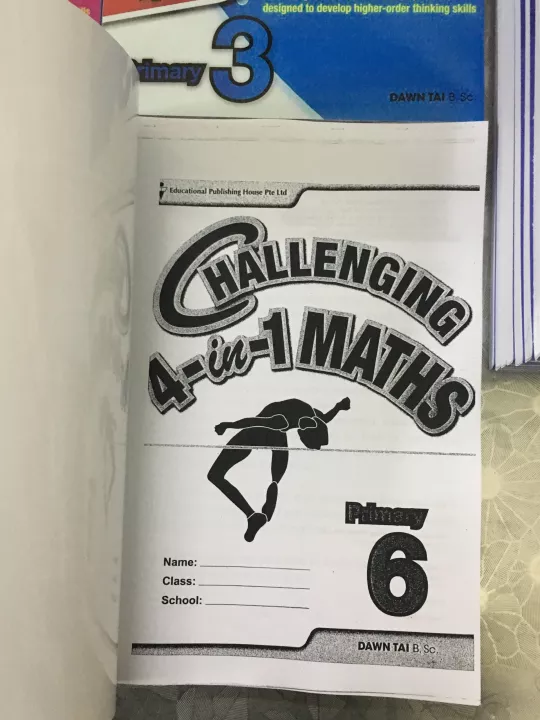 designed to develop higher-order thinking skills
Primary 3
DAWN TAI B.Sc.
Educational Publishing House Pte Ltd
CHALLENGING
4-in-1 MATHS
Primary
6
Name:
Class:
School:
DAWN TAI B. Sc.